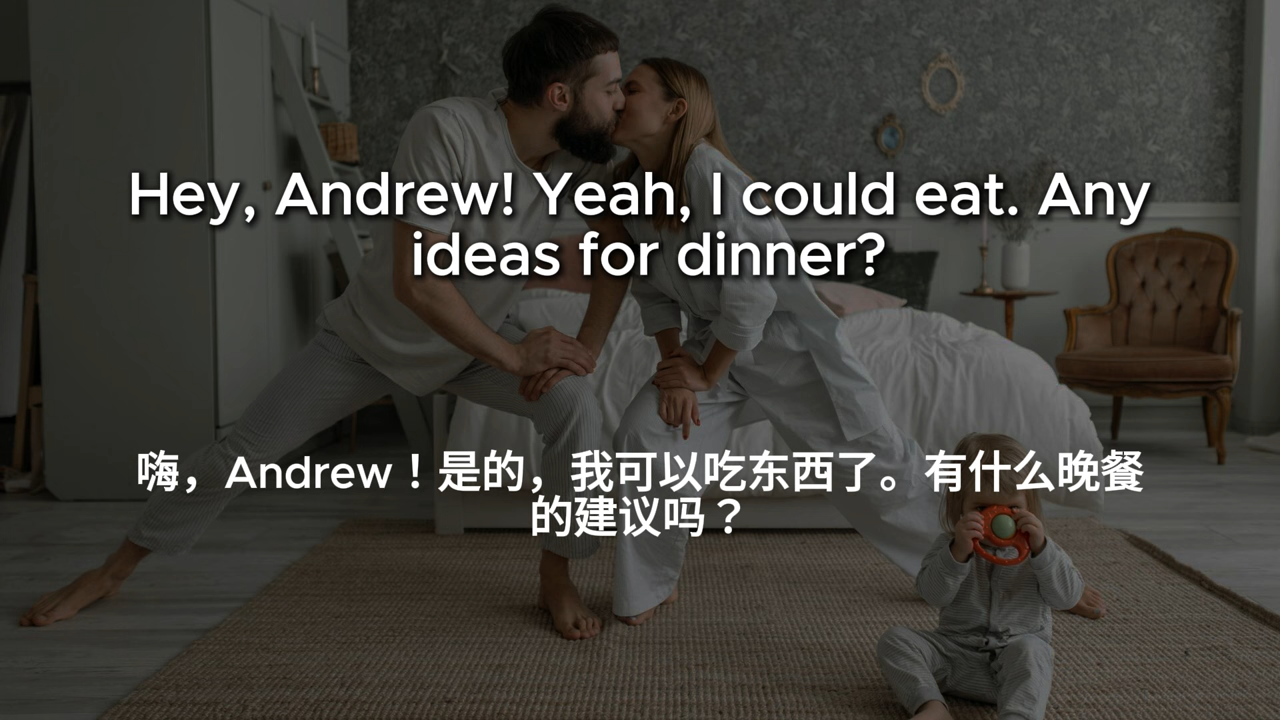 Hey, Andrew! Yeah, I could eat. Any
ideas for dinner?
嗨，Andrew！是的，我可以吃东西了。有什么晚餐
的建议吗？